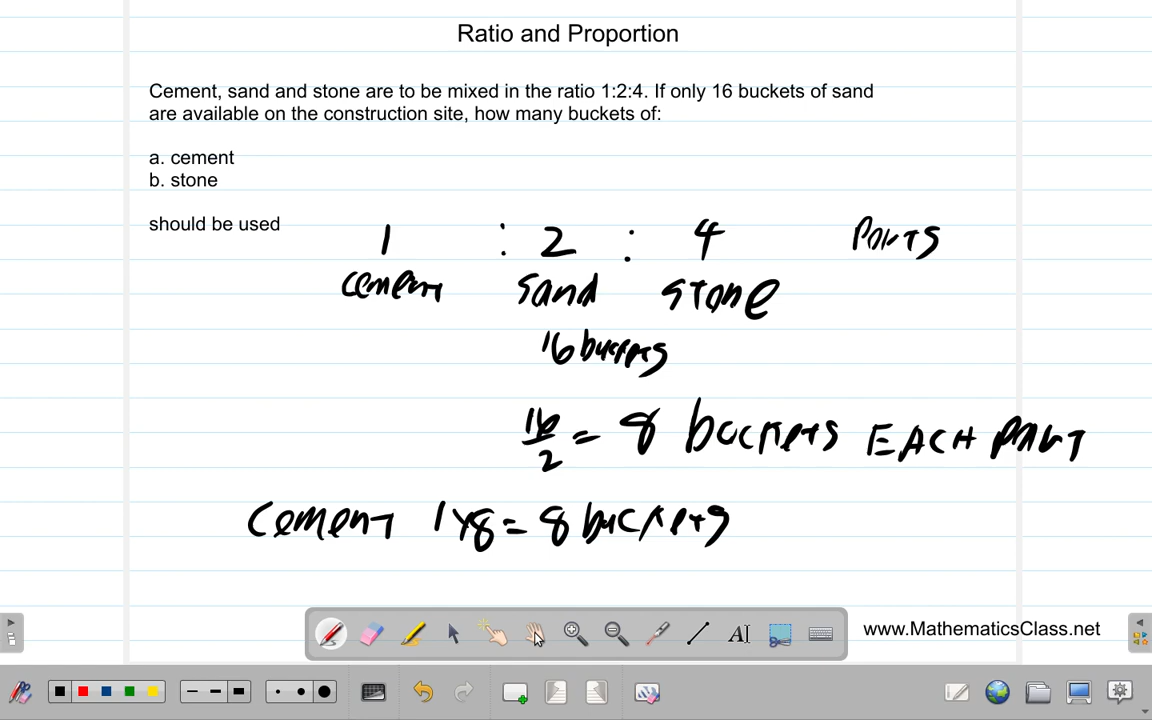 Ratio and Proportion
Cement, sand and stone are to be mixed in the ratio 1:2:4. If only 16 buckets of sand
are available on the construction site, how many buckets of:
a. cement
b. stone
should be used
1 : 2 : 4 Parts
cement sand stone
16 buckets
16/2 = 8 buckets EACH PART
Cement 1x8 = 8 buckets
www.MathematicsClass.net